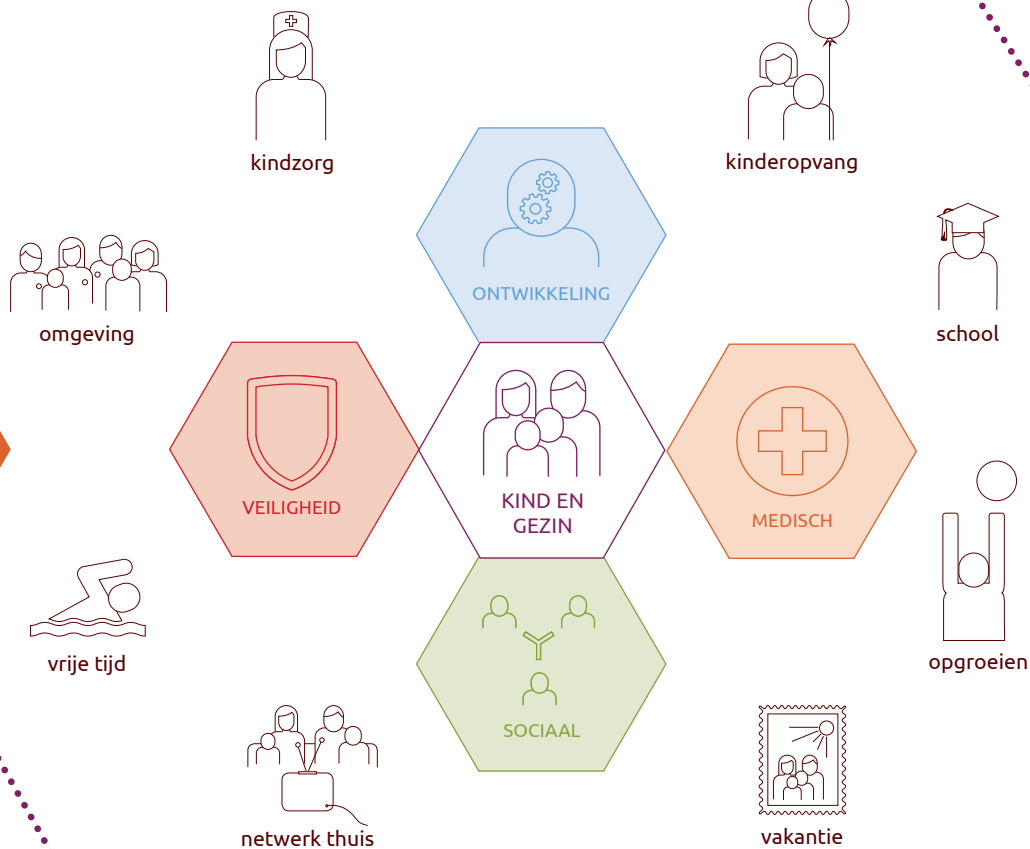 kindzorg
kinderopvang
ONTWIKKELING
omgeving
school
VEILIGHEID
KIND EN
GEZIN
MEDISCH
vrije tijd
opgroeien
SOCIAAL
netwerk thuis
vakantie